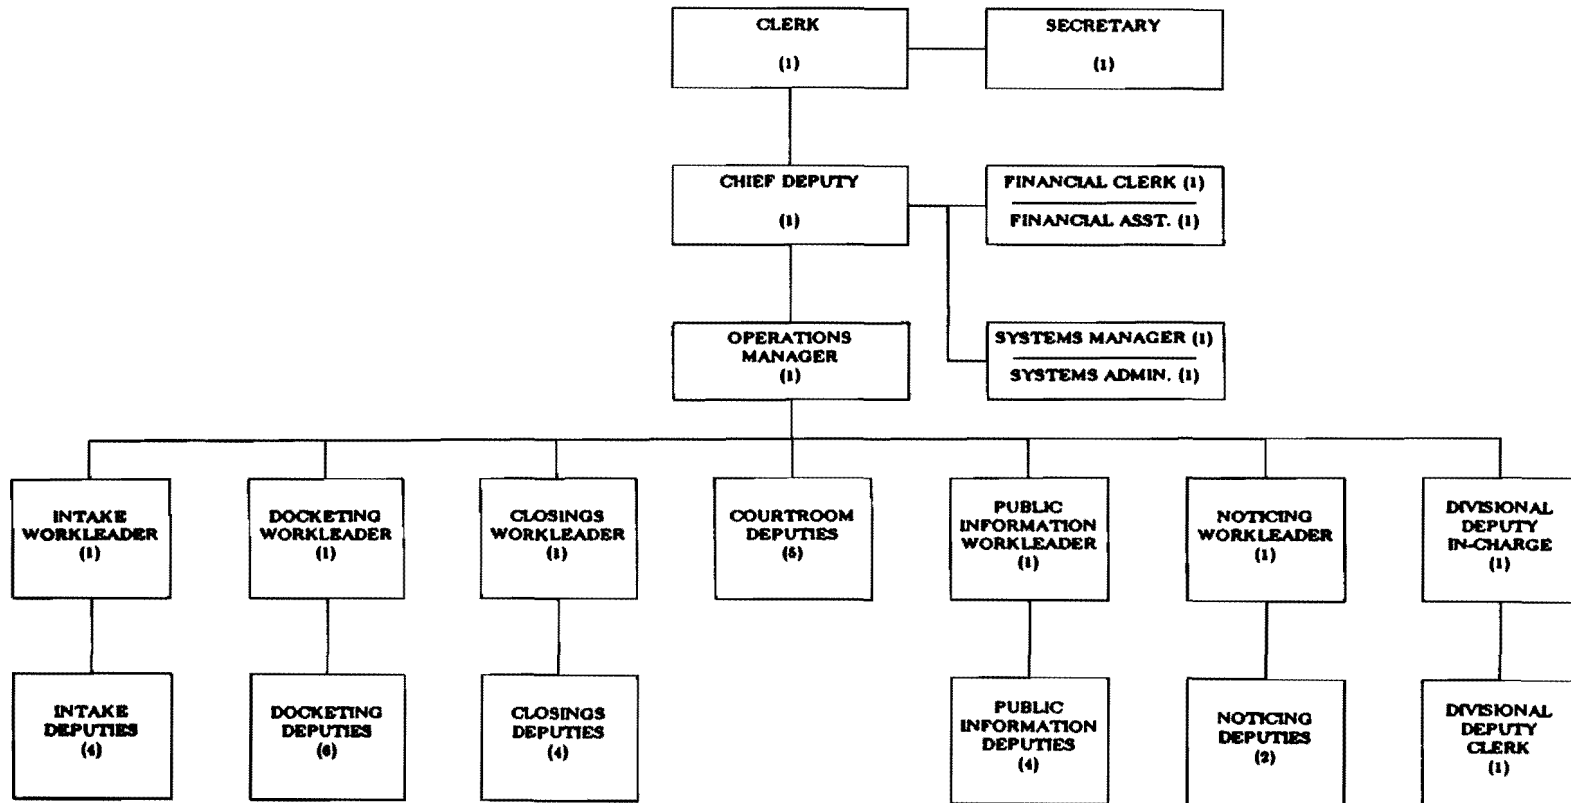 CLERK
(1)
SECRETARY
(1)
CHIEF DEPUTY
(1)
FINANCIAL CLERK (1)
FINANCIAL ASST. (1)
OPERATIONS
MANAGER
(1)
SYSTEMS MANAGER (1)
SYSTEMS ADMIN. (1)
INTAKE
WORKLEADER
(1)
DOCKETING
WORKLEADER
(1)
CLOSINGS
WORKLEADER
(1)
COURTROOM
DEPUTIES
(5)
PUBLIC
INFORMATION
WORKLEADER
(1)
NOTICING
WORKLEADER
(1)
DIVISIONAL
DEPUTY
IN-CHARGE
(1)
INTAKE
DEPUTIES
(4)
DOCKETING
DEPUTIES
(6)
CLOSINGS
DEPUTIES
(4)
PUBLIC
INFORMATION
DEPUTIES
(4)
NOTICING
DEPUTIES
(2)
DIVISIONAL
DEPUTY
CLERK
(1)